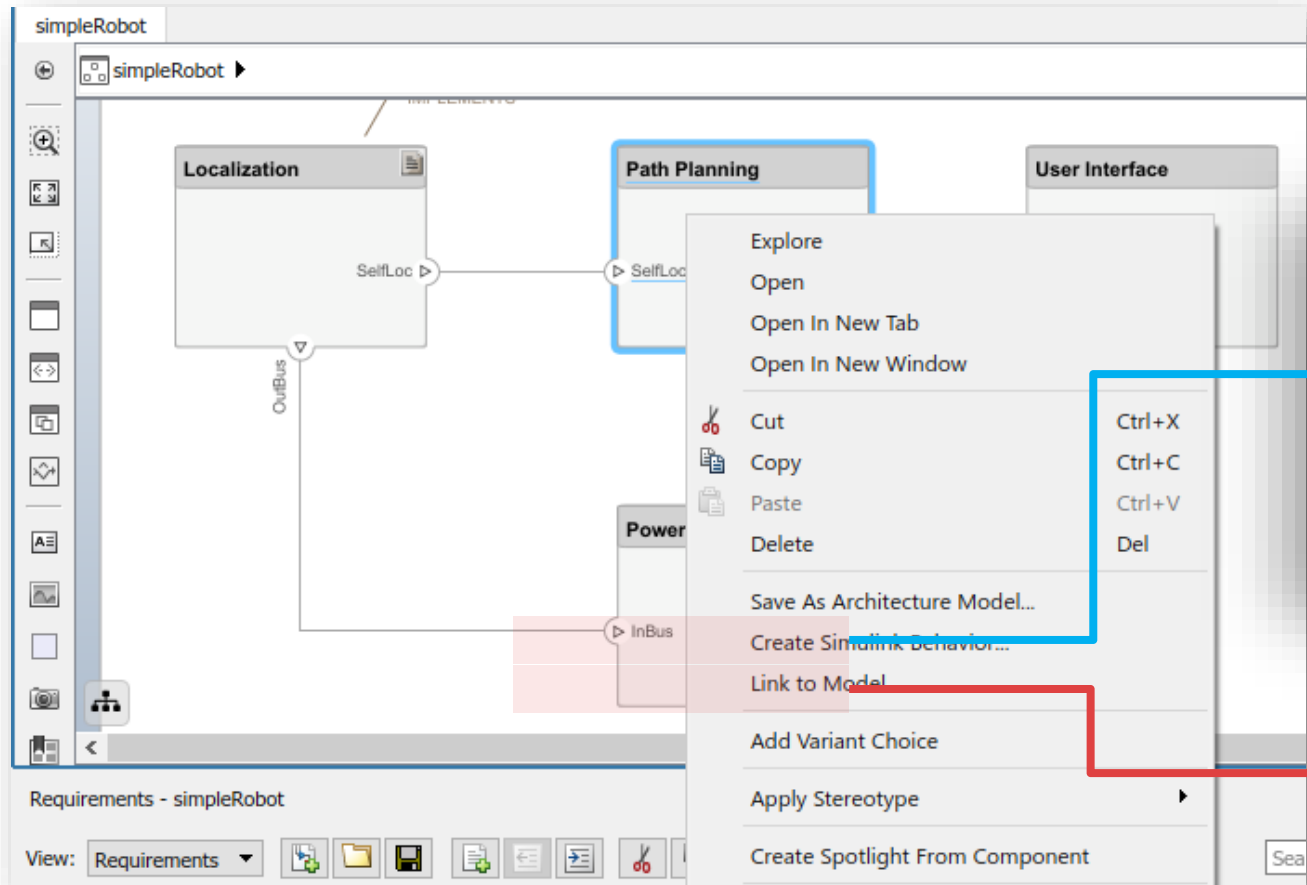 simpleRobot
simpleRobot
Localization
Path Planning
User Interface
SelfLoc
SelfLoc
OutBus
Power
InBus
Explore
Open
Open In New Tab
Open In New Window
Cut Ctrl+X
Copy Ctrl+C
Paste Ctrl+V
Delete Del
Save As Architecture Model...
Create Simulink Behavior...
Link to Model
Add Variant Choice
Apply Stereotype
Create Spotlight From Component
Requirements - simpleRobot
View: Requirements
Sea